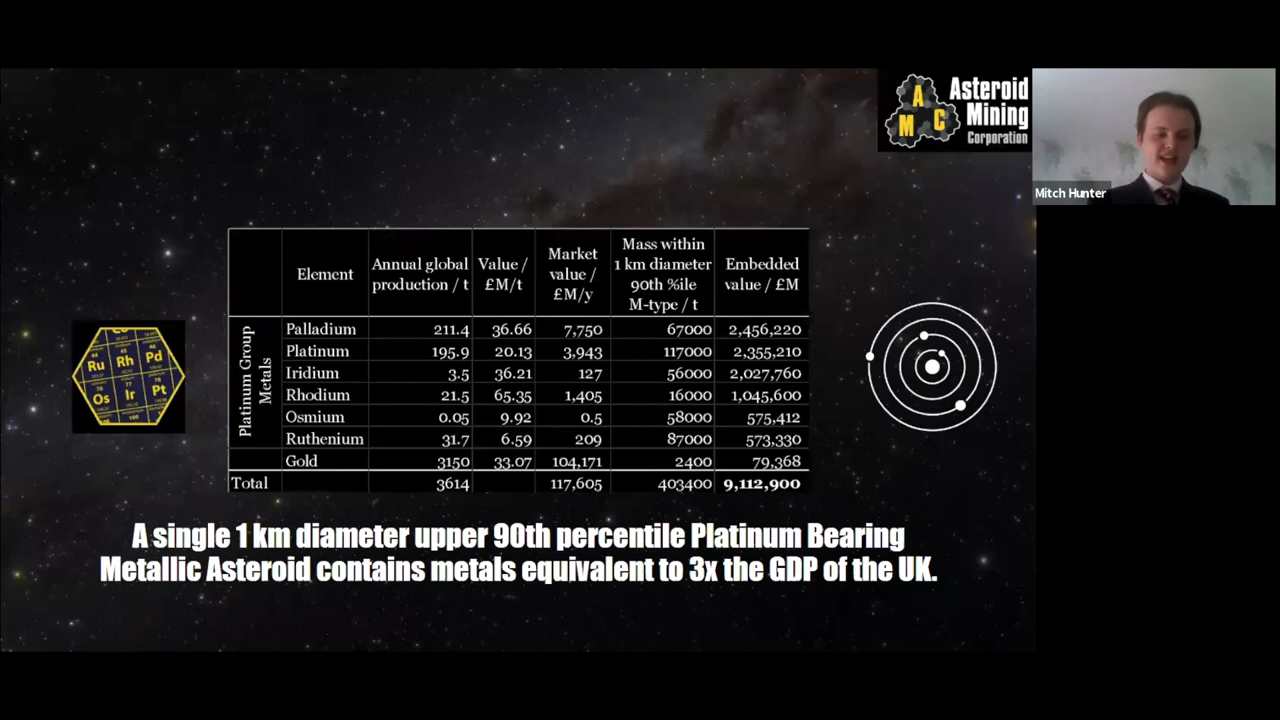 A
M C
Asteroid
Mining
Corporation
Mitch Hunter
Element
Annual global
production / t
Value /
£M/t
Market
value /
£M/y
Mass within
1 km diameter
90th %ile
M-type / t
Embedded
value / £M
Platinum Group
Metals
Palladium 211.4 36.66 7,750 67000 2,456,220
Platinum 195.9 20.13 3,943 117000 2,355,210
Iridium 3.5 36.21 127 56000 2,027,760
Rhodium 21.5 65.35 1,405 16000 1,045,600
Osmium 0.05 9.92 0.5 58000 575,412
Ruthenium 31.7 6.59 209 87000 573,330
Gold 3150 33.07 104,171 2400 79,368
Total 3614 117,605 403400 9,112,900
44 45 46
Ru Rh Pd
76 77 78
Os Ir Pt
A single 1 km diameter upper 90th percentile Platinum Bearing
Metallic Asteroid contains metals equivalent to 3x the GDP of the UK.